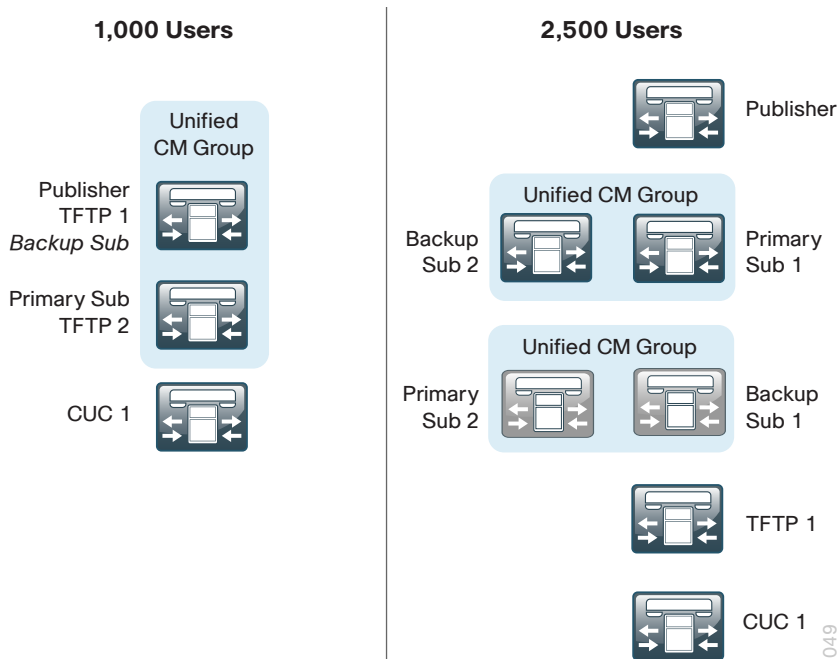 1,000 Users
Unified
CM Group
Publisher
TFTP 1
Backup Sub
Primary Sub
TFTP 2
CUC 1
2,500 Users
Publisher
Unified CM Group
Backup
Sub 2
Primary
Sub 1
Unified CM Group
Primary
Sub 2
Backup
Sub 1
TFTP 1
CUC 1
049